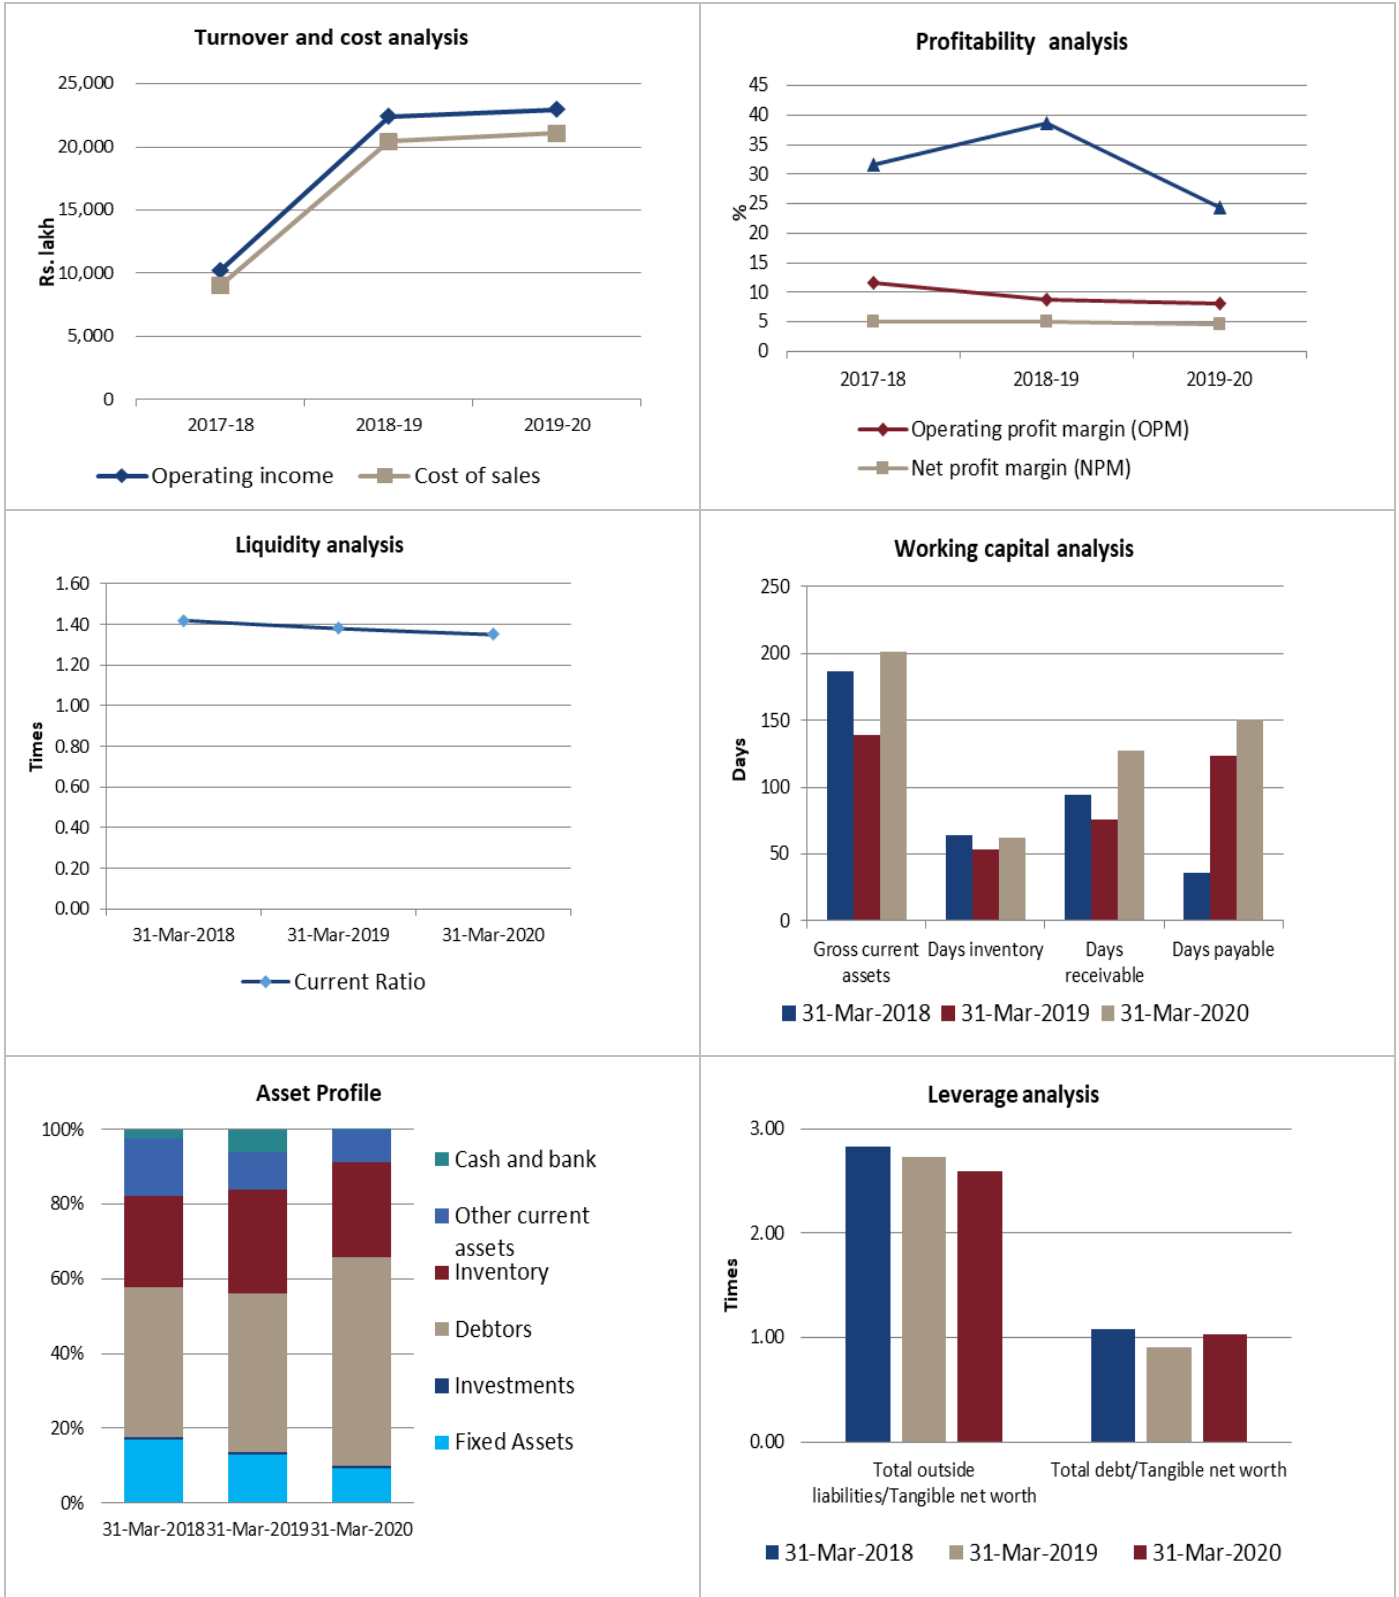 Turnover and cost analysis
25,000
20,000
15,000
10,000
5,000
0
Rs. lakh
2017-18 2018-19 2019-20
Operating income Cost of sales
Profitability analysis
45
40
35
30
25
20
15
10
5
0
%
2017-18 2018-19 2019-20
Operating profit margin (OPM)
Net profit margin (NPM)
Liquidity analysis
1.60
1.40
1.20
1.00
0.80
0.60
0.40
0.20
0.00
Times
31-Mar-2018 31-Mar-2019 31-Mar-2020
Current Ratio
Working capital analysis
250
200
150
100
50
0
Days
Gross current assets Days inventory Days receivable Days payable
31-Mar-2018 31-Mar-2019 31-Mar-2020
Asset Profile
100%
80%
60%
40%
20%
0%
31-Mar-2018 31-Mar-2019 31-Mar-2020
Cash and bank
Other current
assets
Inventory
Debtors
Investments
Fixed Assets
Leverage analysis
3.00
2.00
1.00
0.00
Times
Total outside liabilities/Tangible net worth Total debt/Tangible net worth
31-Mar-2018 31-Mar-2019 31-Mar-2020